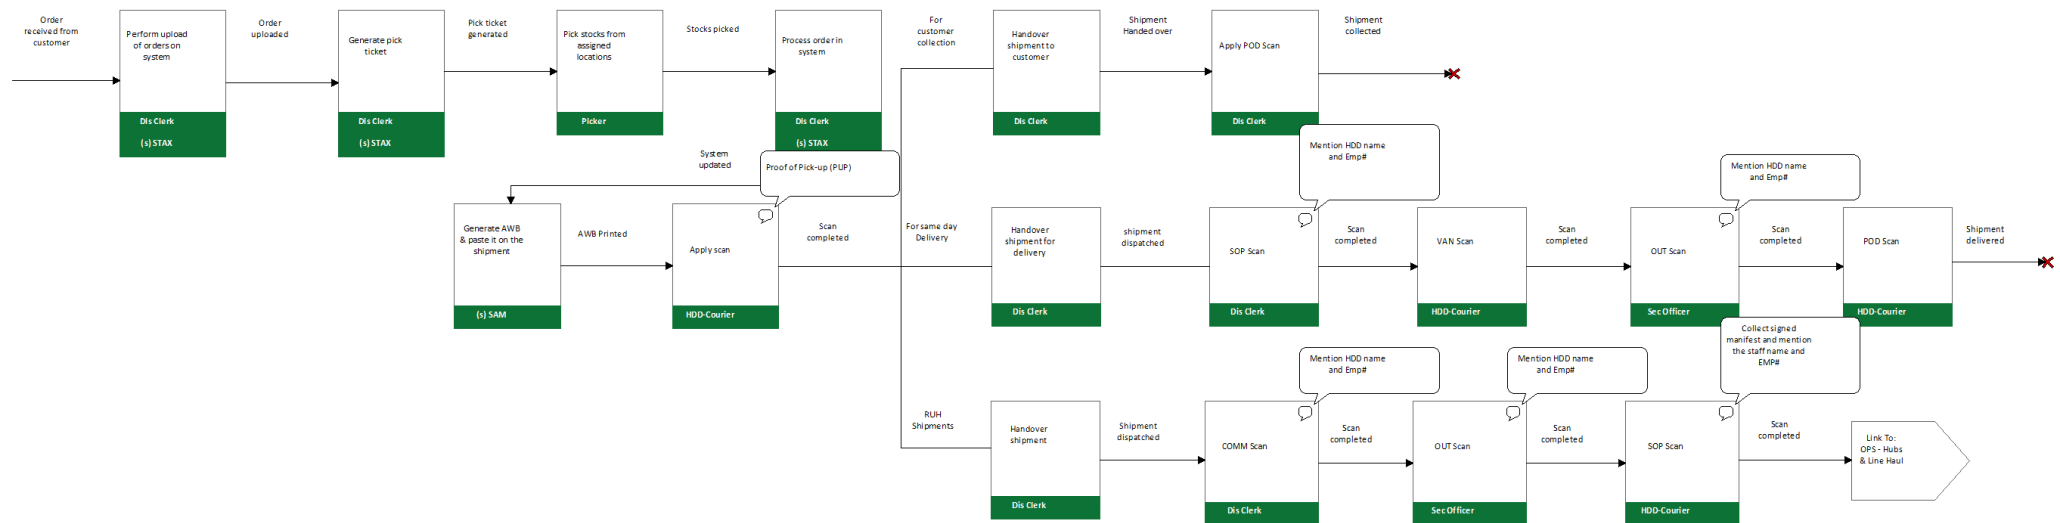 Order
received from
customer
Perform upload
of orders on
system
Dis Clerk
(s) STAX
Order
uploaded
Generate pick
ticket
Dis Clerk
(s) STAX
Pick ticket
generated
Pick stocks from
assigned
locations
Picker
Stocks picked
Process order in
system
Dis Clerk
(s) STAX
For
customer
collection
Handover
shipment to
customer
Dis Clerk
Shipment
Handed over
Apply POD Scan
Dis Clerk
Shipment
collected
System
updated
Proof of Pick-up (PUP)
Mention HDD name
and Emp#
Mention HDD name
and Emp#
Generate AWB
& paste it on the
shipment
(s) SAM
AWB Printed
Apply scan
HDD-Courier
Scan
completed
For same day
Delivery
Handover
shipment for
delivery
Dis Clerk
shipment
dispatched
SOP Scan
Dis Clerk
Scan
completed
VAN Scan
HDD-Courier
Scan
completed
OUT Scan
Sec Officer
Scan
completed
POD Scan
HDD-Courier
Shipment
delivered
Mention HDD name
and Emp#
Mention HDD name
and Emp#
Collect signed
manifest and mention
the staff name and
EMP#
RUH
Shipments
Handover
shipment
Dis Clerk
Shipment
dispatched
COMM Scan
Dis Clerk
Scan
completed
OUT Scan
Sec Officer
Scan
completed
SOP Scan
HDD-Courier
Scan
completed
Link To:
OPS - Hubs
& Line Haul